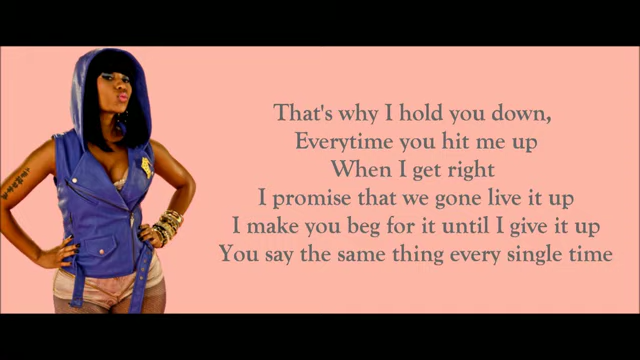 That's why I hold you down,
Everytime you hit me up
When I get right
I promise that we gone live it up
I make you beg for it until I give it up
You say the same thing every single time